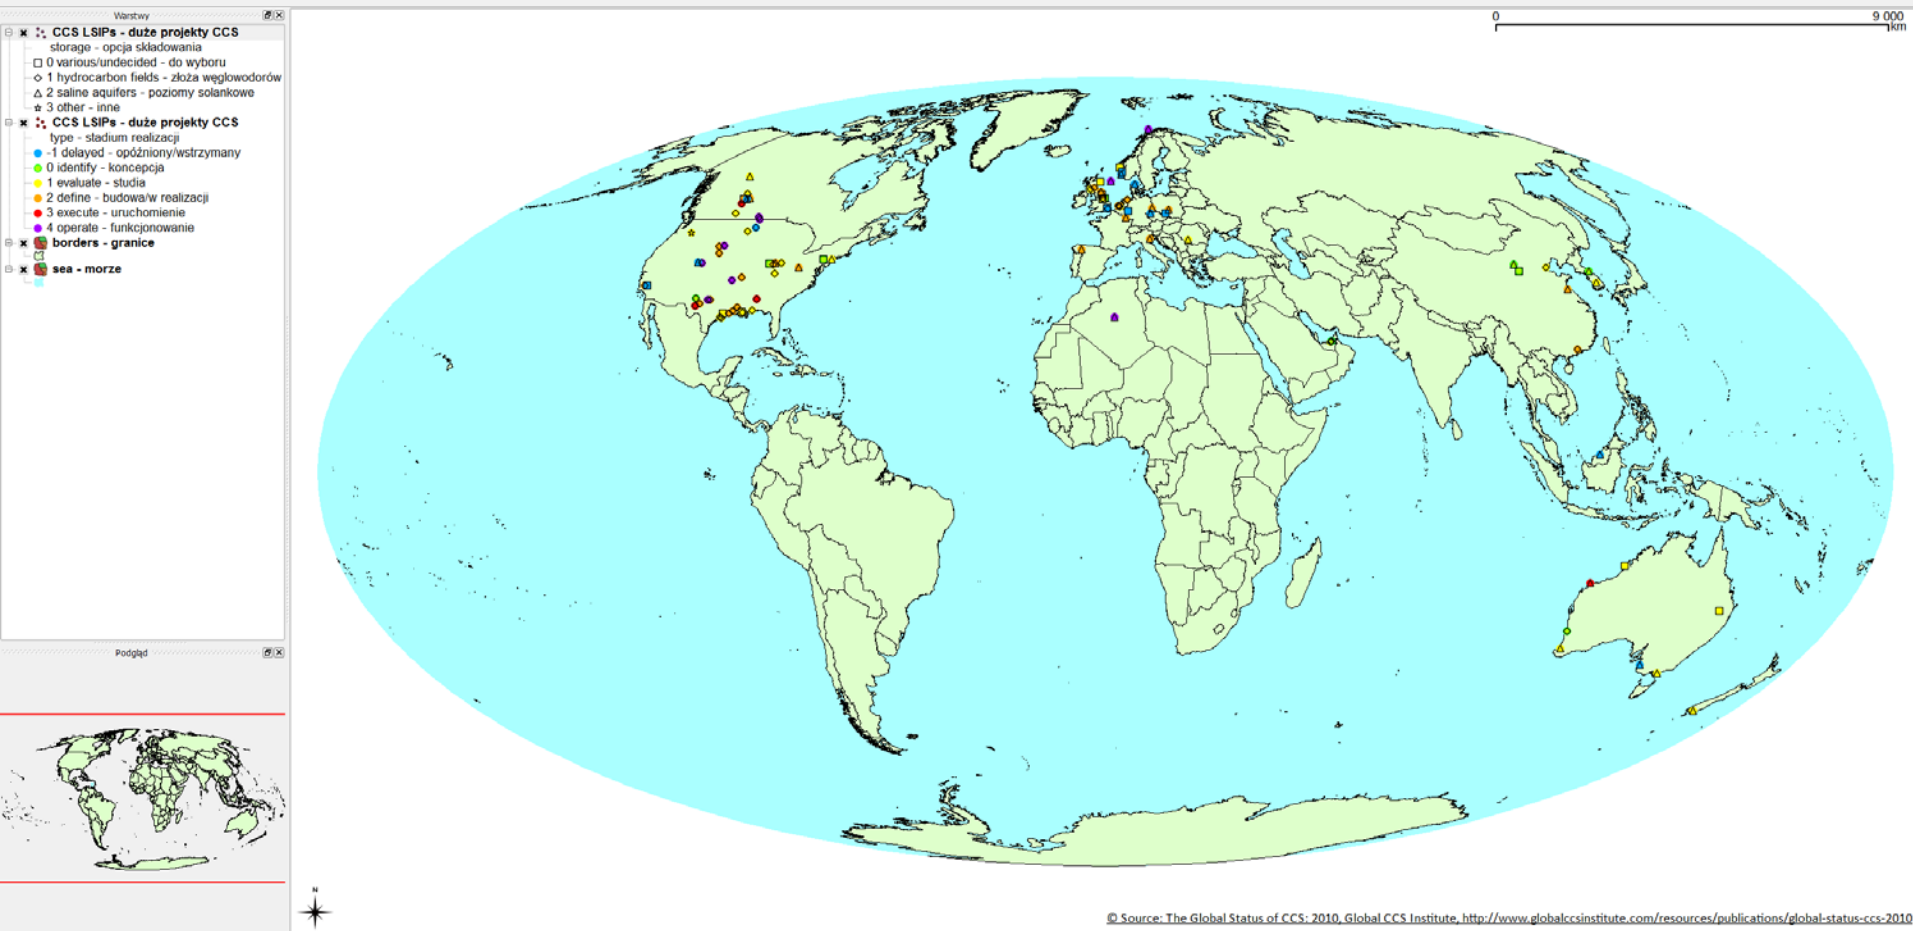 Warstwy
CCS LSIPs - duże projekty CCS
storage - opcja składowania
0 various/undecided - do wyboru
1 hydrocarbon fields - złoża węglowodorów
2 saline aquifers - poziomy solankowe
3 other - inne
CCS LSIPs - duże projekty CCS
type - stadium realizacji
-1 delayed - opóźniony/wstrzymany
0 identify - koncepcja
1 evaluate - studia
2 define - budowa/w realizacji
3 execute - uruchomienie
4 operate - funkcjonowanie
borders - granice
sea - morze
Podgląd
0
9 000
km
N
© Source: The Global Status of CCS: 2010, Global CCS Institute, http://www.globalccsinstitute.com/resources/publications/global-status-ccs-2010